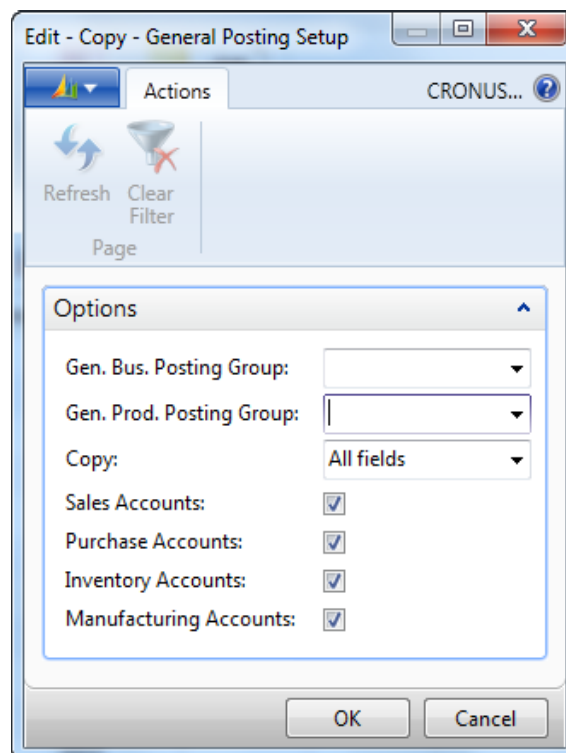 Edit - Copy - General Posting Setup
Actions
CRONUS...
Refresh
Clear
Filter
Page
Options
Gen. Bus. Posting Group:
Gen. Prod. Posting Group:
Copy: All fields
Sales Accounts:
Purchase Accounts:
Inventory Accounts:
Manufacturing Accounts:
OK Cancel